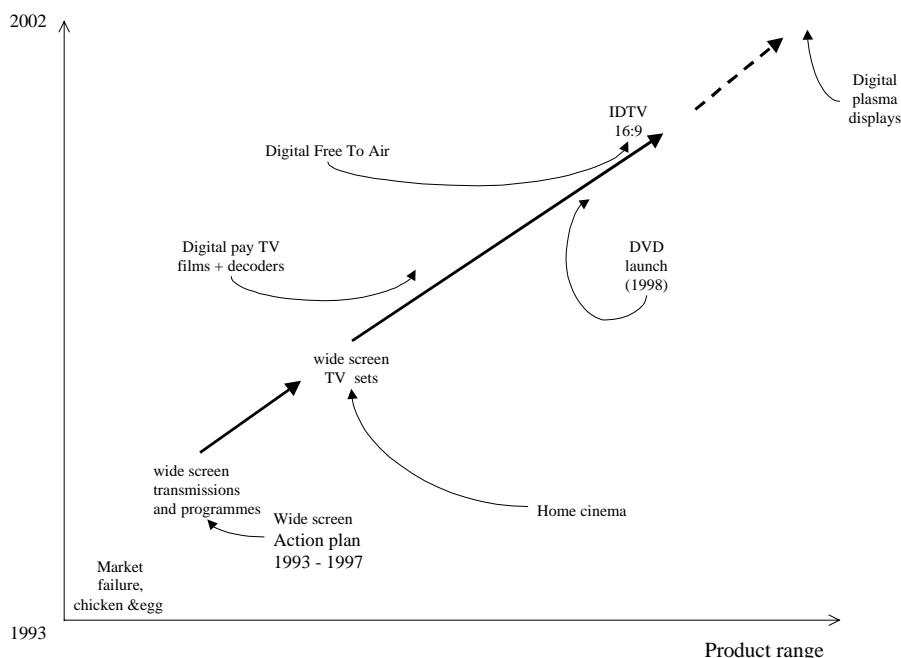 2002
Digital
plasma
displays
IDTV
16:9
Digital Free To Air
Digital pay TV
films + decoders
DVD
launch
(1998)
wide screen
TV sets
wide screen
transmissions
and programmes
Home cinema
Wide screen
Action plan
1993 - 1997
Market
failure,
chicken &egg
1993
Product range